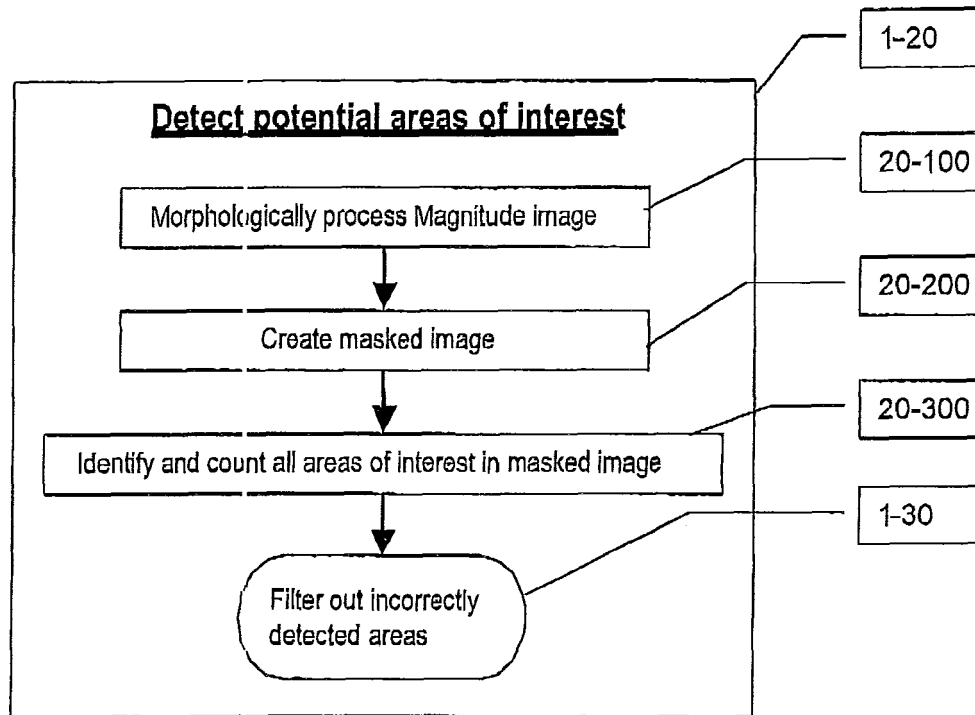 1-20
Detect potential areas of interest
20-100
Morphologically process Magnitude image
20-200
Create masked image
20-300
Identify and count all areas of interest in masked image
1-30
Filter out incorrectly
detected areas